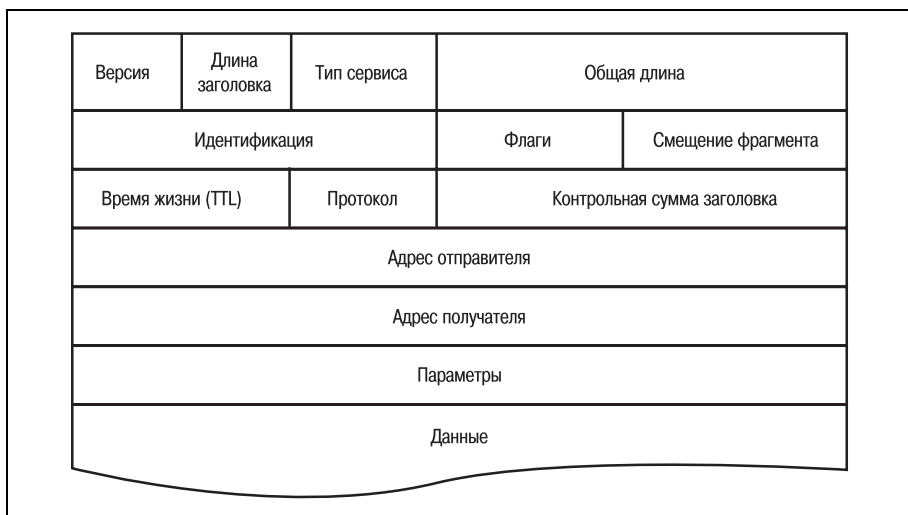 Версия
Длина
заголовка
Тип сервиса
Общая длина
Идентификация
Флаги
Смещение фрагмента
Время жизни (TTL)
Протокол
Контрольная сумма заголовка
Адрес отправителя
Адрес получателя
Параметры
Данные